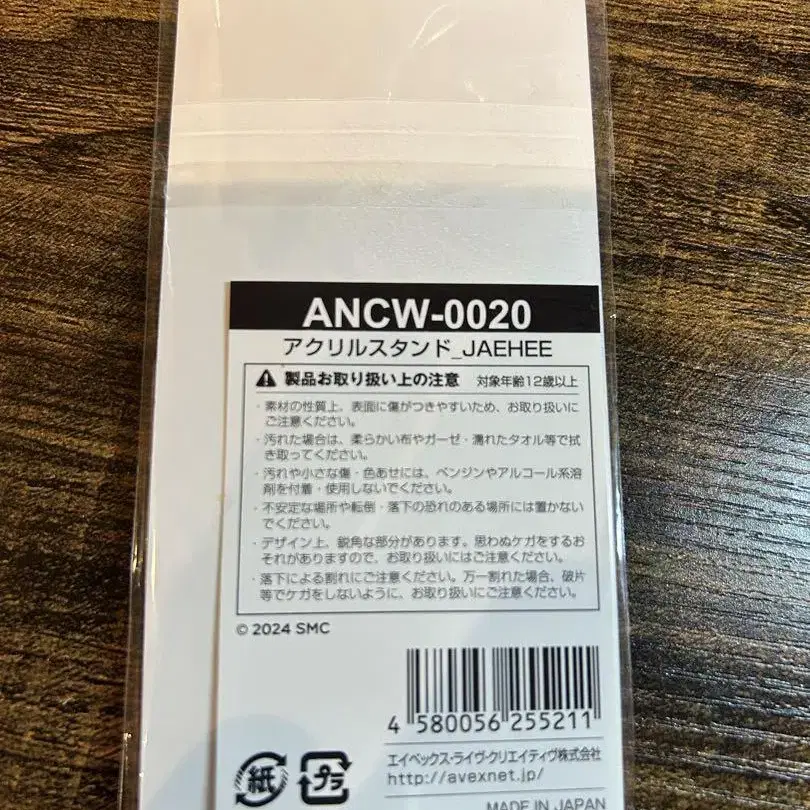 ANCW-0020
アクリルスタンド_JAEHEE
製品お取り扱い上の注意 対象年齢12歳以上
・素材の性質上、表面に傷がつきやすいため、お取り扱いに
ご注意ください。
・汚れた場合は、柔らかい布やガーゼ・濡れたタオル等で拭
き取ってください。
・汚れや小さな傷・色あせには、ベンジンやアルコール系溶
剤を付着・使用しないでください。
・不安定な場所や転倒・落下の恐れのある場所には置かない
でください。
・デザイン上、鋭角な部分があります。思わぬケガをするお
それがありますので、お取り扱いにはご注意ください。
・落下による割れにご注意ください。万一割れた場合、破片
等でケガをしないように、お取り扱いにご注意ください。
© 2024 SMC
4 580056 255211
エイベックス・ライヴ・クリエイティヴ株式会社
http://avexnet.jp/
紙 プラ
MADE IN JAPAN